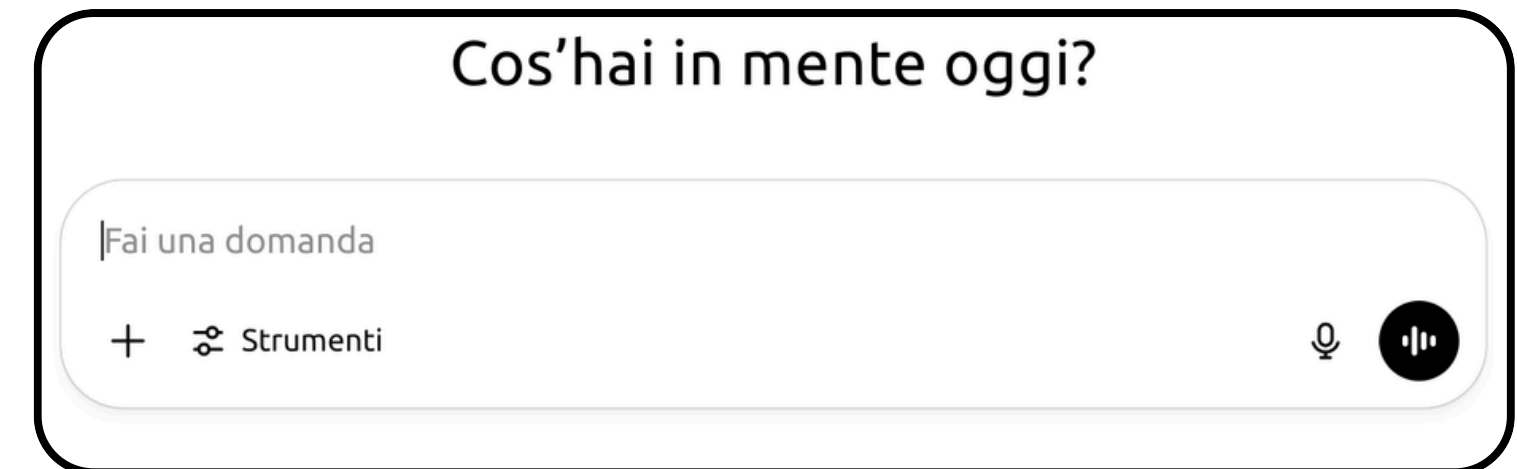 Cos’hai in mente oggi?
Fai una domanda
Strumenti